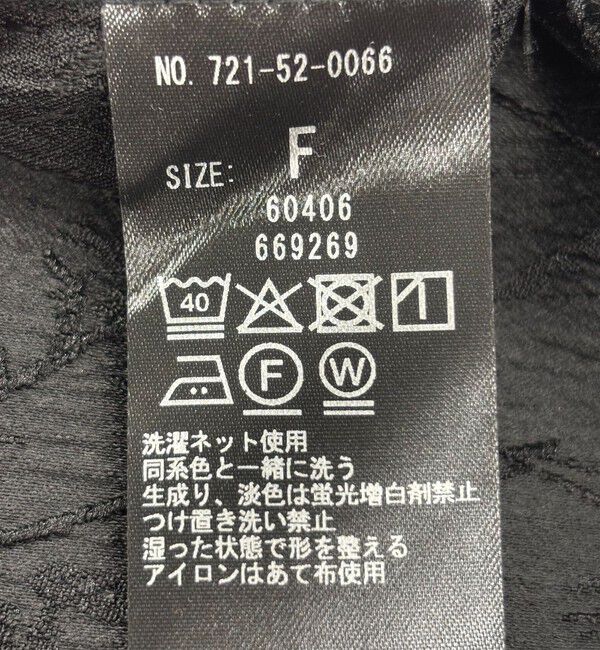 NO. 721-52-0066
SIZE: F
60406
669269
40
F W
洗濯ネット使用
同系色と一緒に洗う
生成り、淡色は蛍光増白剤禁止
つけ置き洗い禁止
湿った状態で形を整える
アイロンはあて布使用